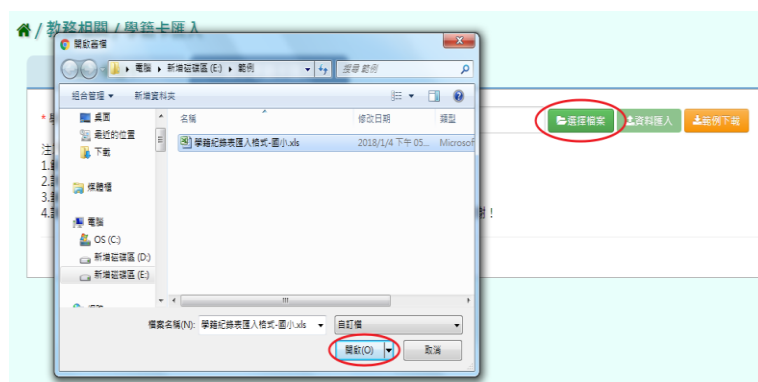 / 教務相關 / 學籍卡匯入
開啟舊檔
電腦 ▸ 新增磁碟區 (E:) ▸ 範例
搜尋 範例
組合管理 ▾ 新增資料夾
名稱 修改日期 類型
桌面
最近的位置
下載
媒體櫃
電腦
OS (C:)
新增磁碟區 (D:)
新增磁碟區 (E:)
學籍紀錄表匯入格式-國小.xls 2018/1/4 下午 05... Microsof
檔案名稱(N): 學籍紀錄表匯入格式-國小.xls 自訂檔
開啟(O) 取消
選擇檔案 資料匯入 範例下載
1.
2.
3.
4.
謝！